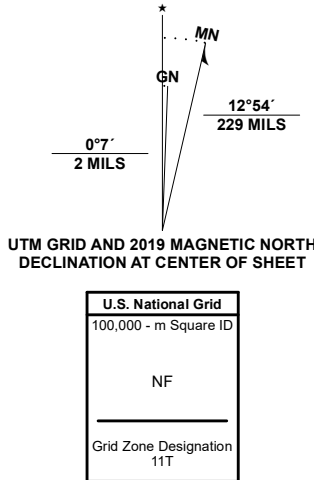 ★
MN
GN
12°54´
229 MILS
0°7´
2 MILS
UTM GRID AND 2019 MAGNETIC NORTH
DECLINATION AT CENTER OF SHEET
U.S. National Grid
100,000 - m Square ID
NF
Grid Zone Designation
11T